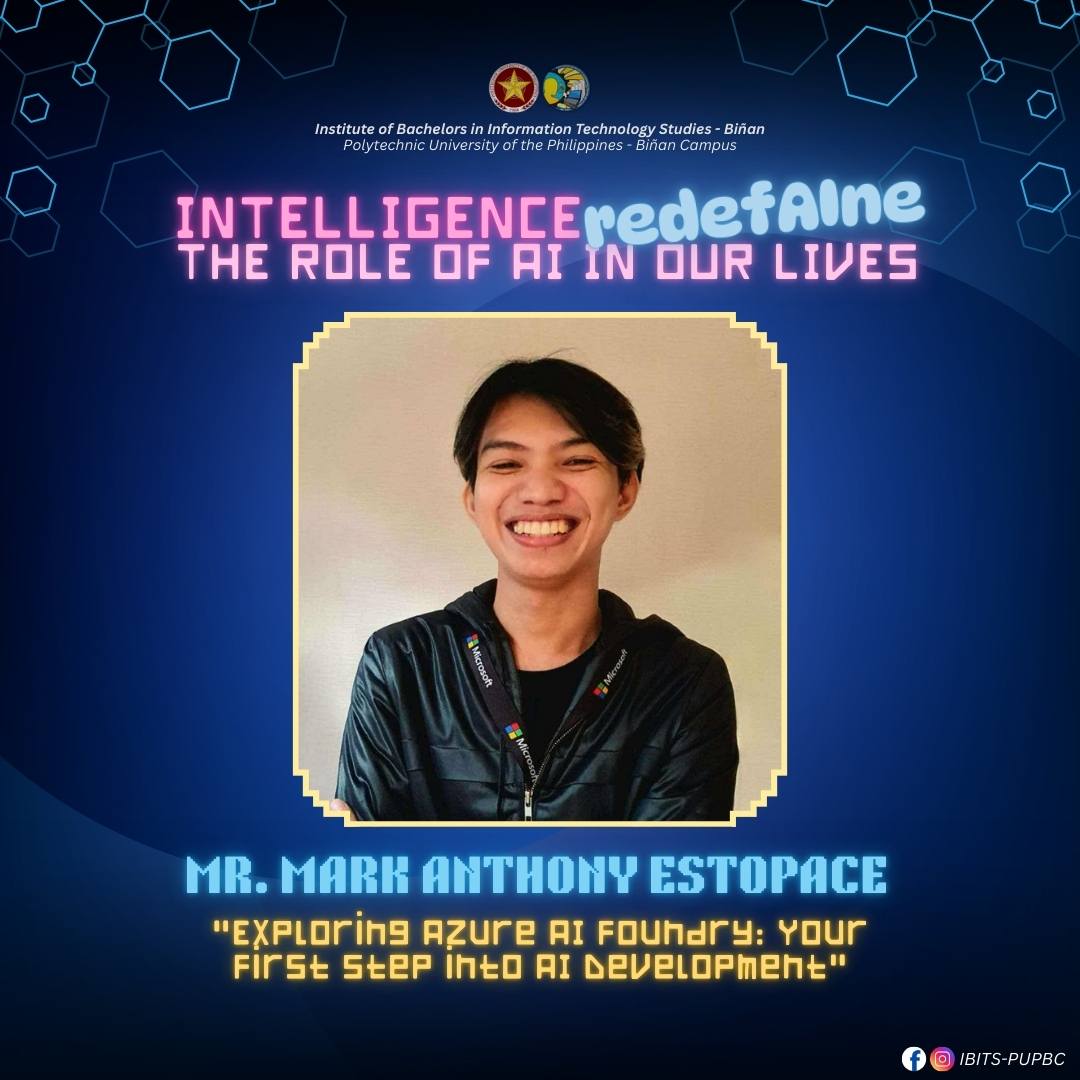 Institute of Bachelors in Information Technology Studies - Biñan
Polytechnic University of the Philippines - Biñan Campus
INTELLIGENCE redefAIne
THE ROLE OF AI IN OUR LIVES
Microsoft
Microsoft
Microsoft
MR. MARK ANTHONY ESTOPACE
"Exploring Azure AI Foundry: Your
First Step into AI Development"
IBITS-PUPBC